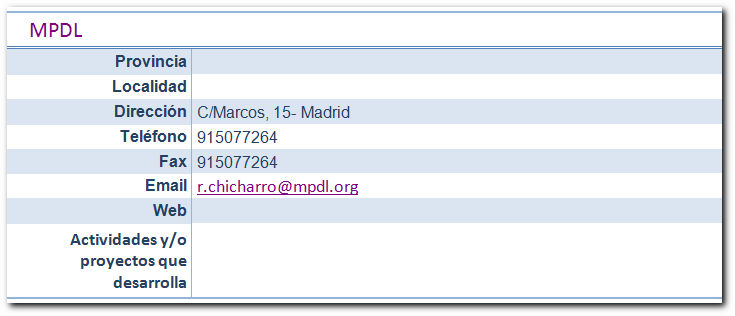 MPDL
Provincia
Localidad
Dirección C/Marcos, 15- Madrid
Teléfono 915077264
Fax 915077264
Email r.chicharro@mpdl.org
Web
Actividades y/o
proyectos que
desarrolla